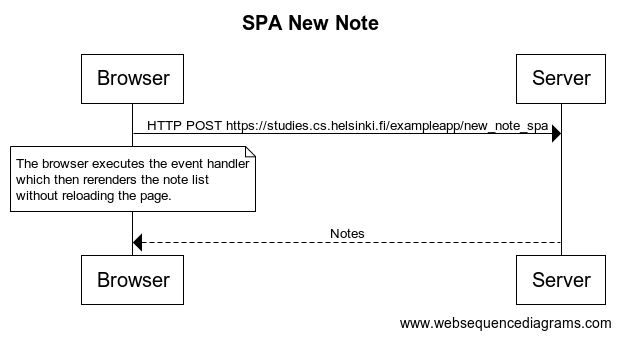 SPA New Note
Browser
Server
HTTP POST https://studies.cs.helsinki.fi/exampleapp/new_note_spa
The browser executes the event handler
which then rerenders the note list
without reloading the page.
Notes
Browser
Server
www.websequencediagrams.com